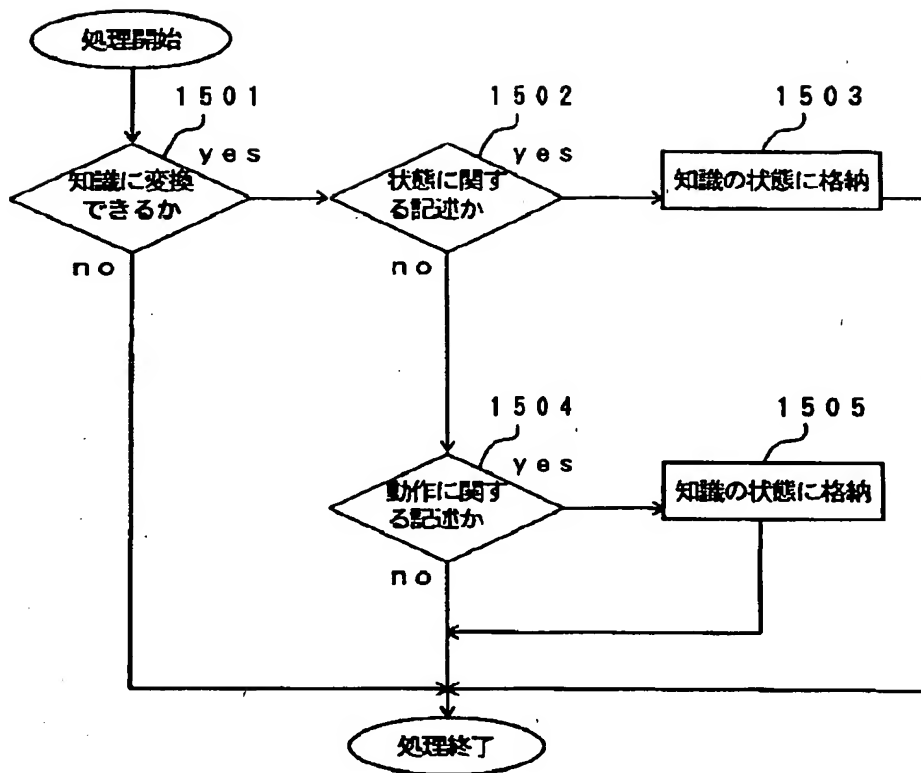 処理開始
1501
1502
1503
yes
yes
知識に変換
できるか
状態に関す
る記述か
知識の状態に格納
no
no
1504
1505
yes
動作に関す
る記述か
知識の状態に格納
no
処理終了